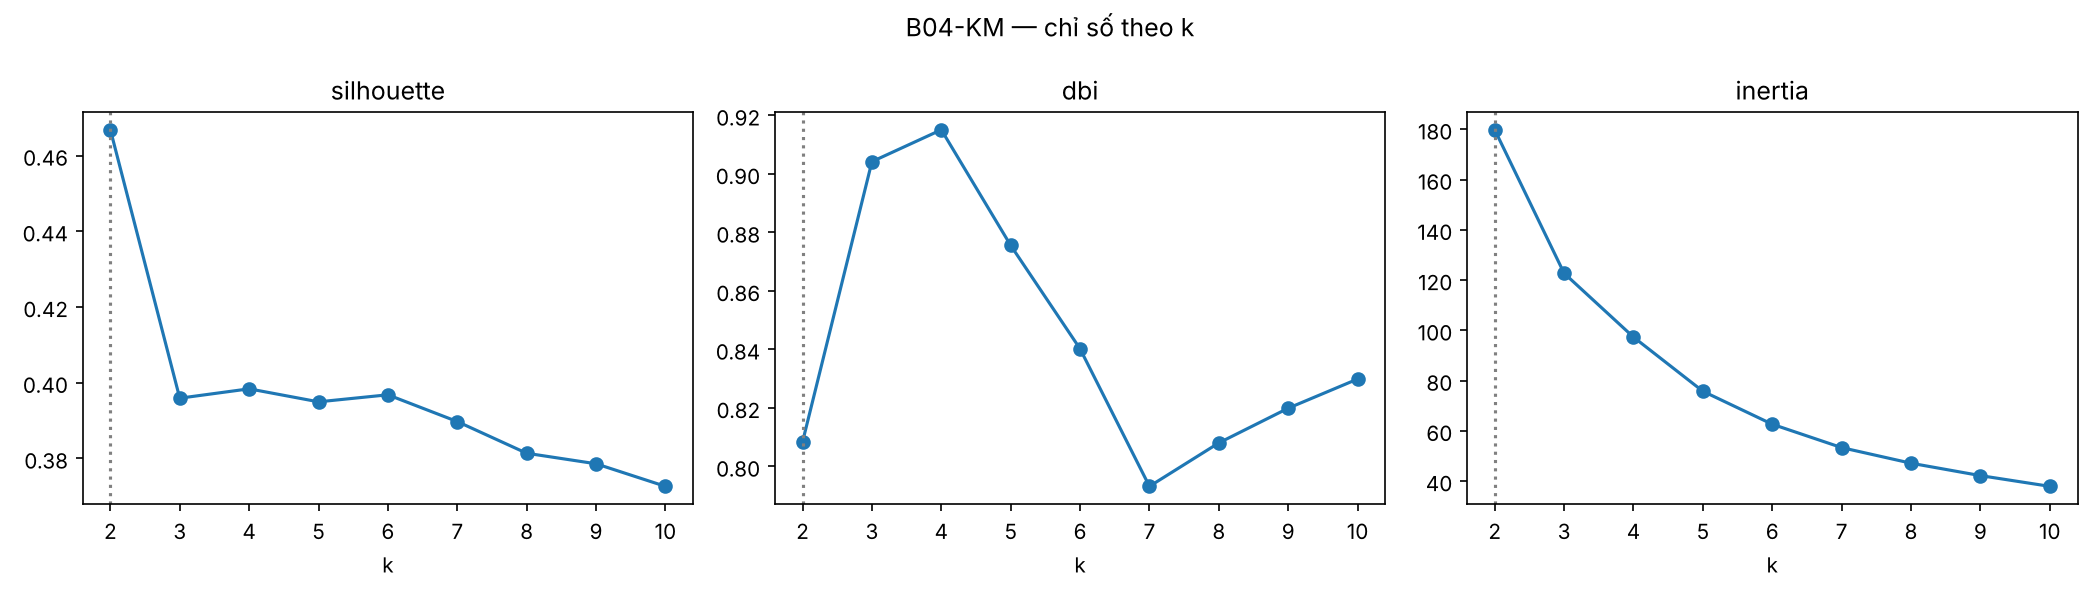 B04-KM — chỉ số theo k
silhouette
0.46
0.44
0.42
0.40
0.38
2 3 4 5 6 7 8 9 10
k
dbi
0.92
0.90
0.88
0.86
0.84
0.82
0.80
2 3 4 5 6 7 8 9 10
k
inertia
180
160
140
120
100
80
60
40
2 3 4 5 6 7 8 9 10
k